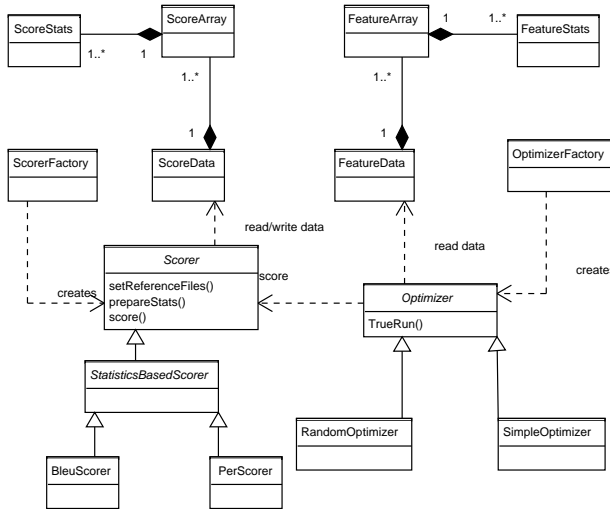 ScoreStats
ScoreArray
FeatureArray
FeatureStats
1..*
1
1
1..*
1..*
1..*
1
1
ScorerFactory
ScoreData
FeatureData
OptimizerFactory
read/write data
read data
Scorer
setReferenceFiles()
prepareStats()
score()
creates
score
creates
Optimizer
TrueRun()
StatisticsBasedScorer
RandomOptimizer
SimpleOptimizer
BleuScorer
PerScorer